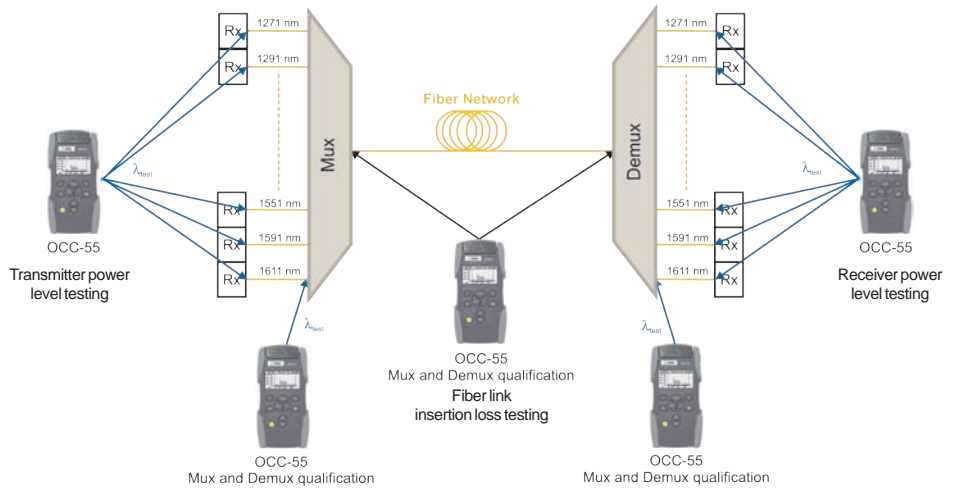 Rx 1271 nm
Rx 1291 nm
Mux
Rx 1551 nm
Rx 1591 nm
Rx 1611 nm
λtest
OCC-55
Transmitter power
level testing
λtest
OCC-55
Mux and Demux qualification
Fiber Network
OCC-55
Mux and Demux qualification
Fiber link
insertion loss testing
Demux
1271 nm Rx
1291 nm Rx
1551 nm Rx
1591 nm Rx
1611 nm Rx
λtest
OCC-55
Receiver power
level testing
λtest
OCC-55
Mux and Demux qualification